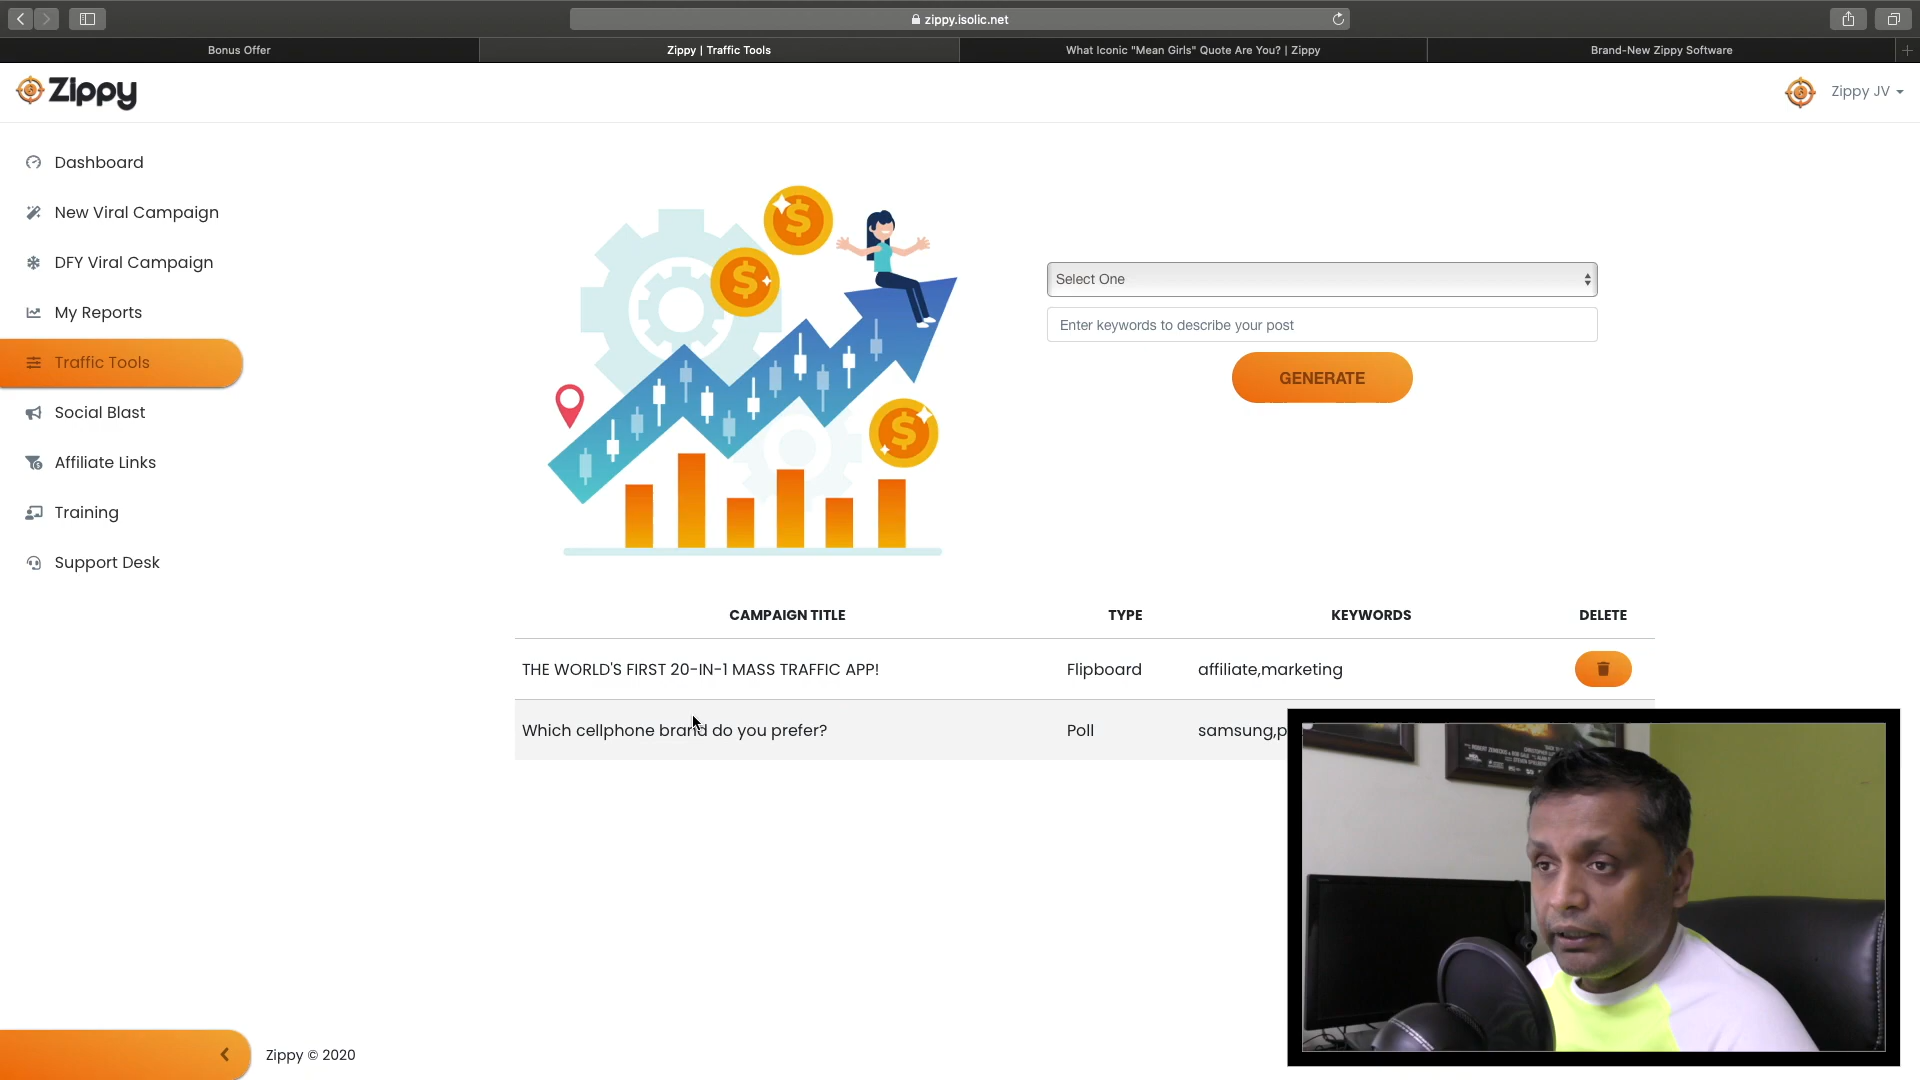 zippy.isolic.net
Bonus Offer
Zippy | Traffic Tools
What Iconic "Mean Girls" Quote Are You? | Zippy
Brand-New Zippy Software
Zippy
Zippy JV
Dashboard
New Viral Campaign
DFY Viral Campaign
My Reports
Traffic Tools
Social Blast
Affiliate Links
Training
Support Desk
Select One
Enter keywords to describe your post
GENERATE
CAMPAIGN TITLE TYPE KEYWORDS DELETE
THE WORLD'S FIRST 20-IN-1 MASS TRAFFIC APP! Flipboard affiliate,marketing
Which cellphone brand do you prefer? Poll samsung,p
Zippy © 2020